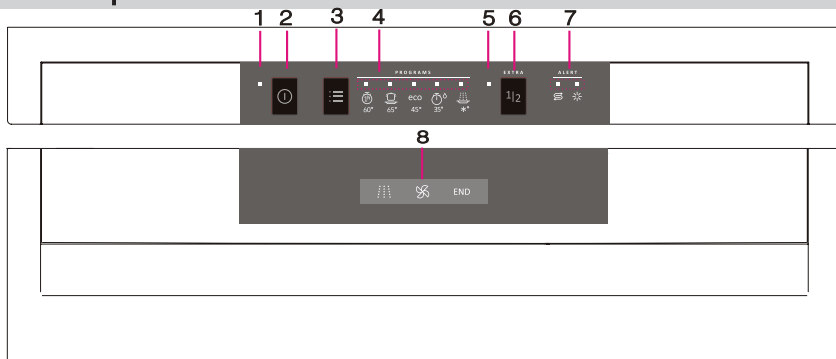 1 2 3 4 5 6 7
PROGRAMS EXTRA ALERT
1|2
eco
60° 65° 45° 35° *°
8
END